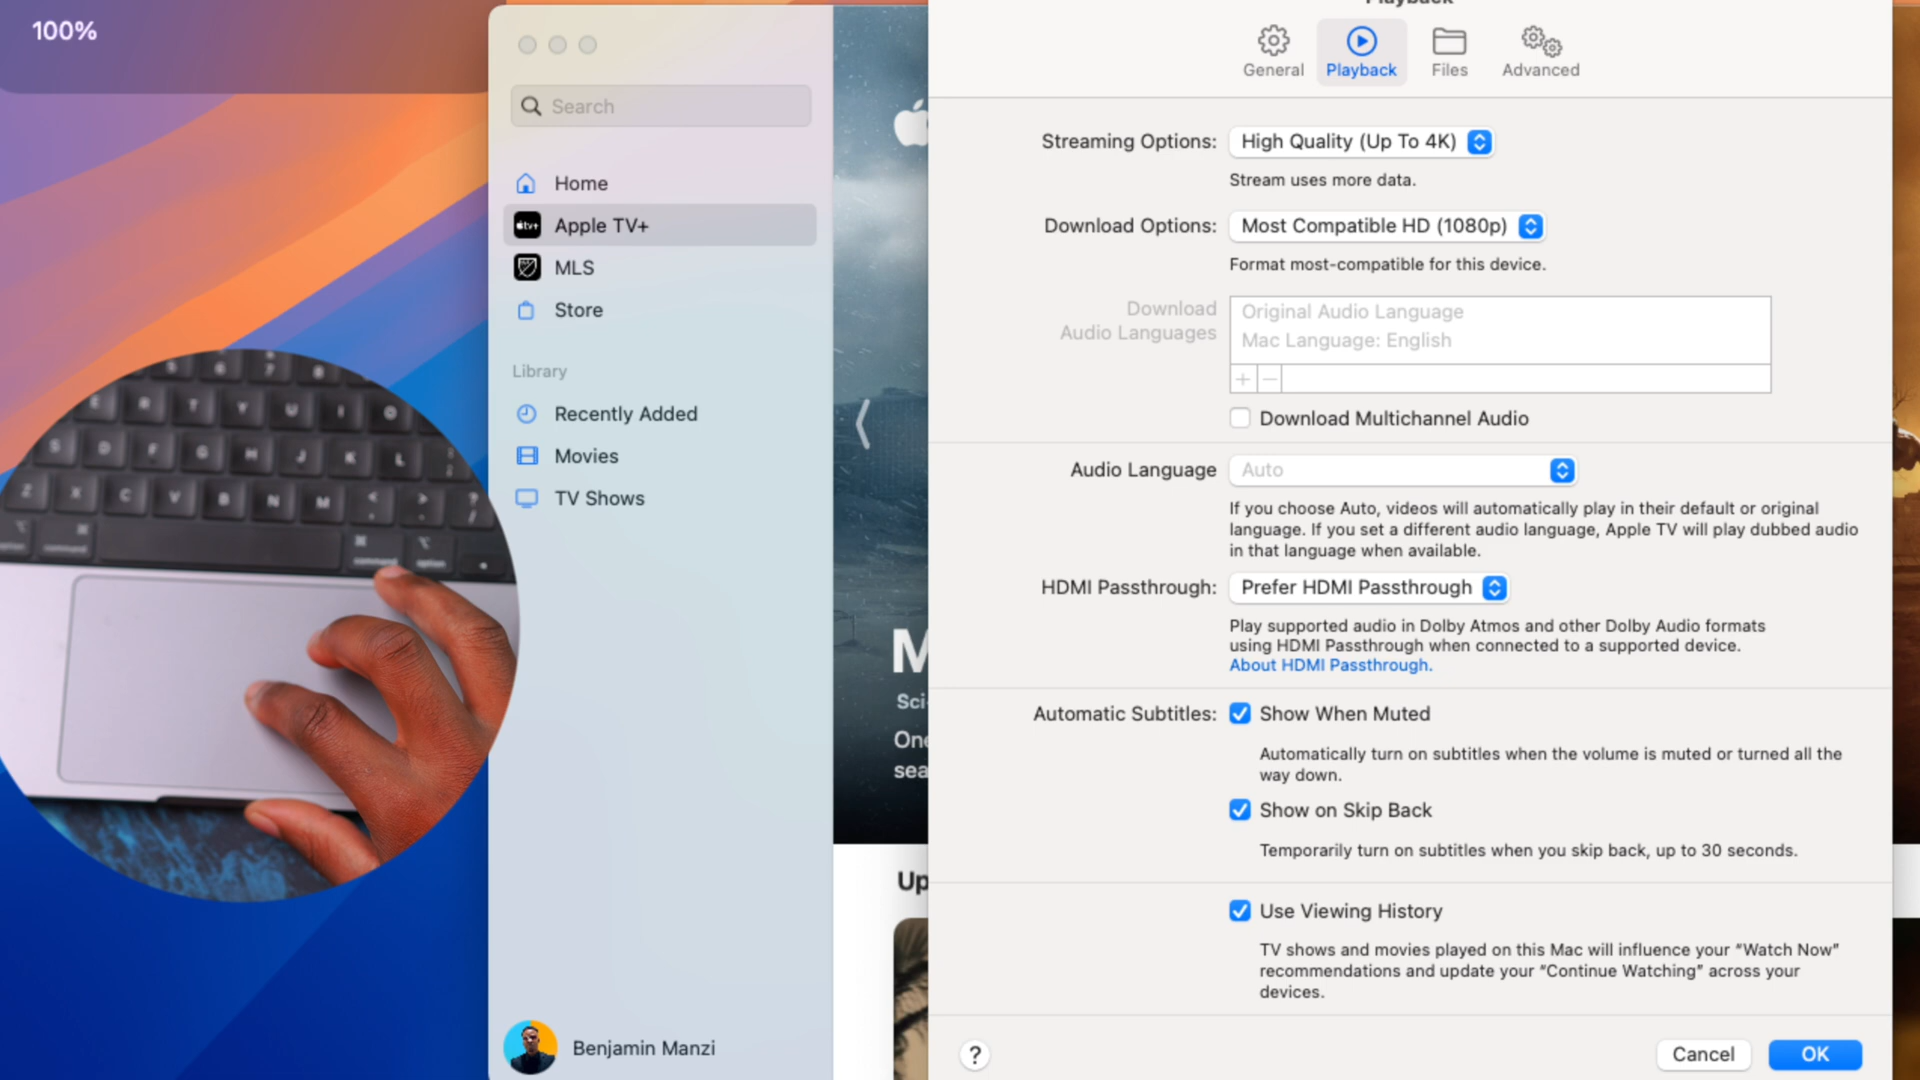 100%
Search
Home
Apple TV+
MLS
Store
Library
Recently Added
Movies
TV Shows
Benjamin Manzi
M
Sci-
One
sea
Up
General
Playback
Files
Advanced
Streaming Options: High Quality (Up To 4K)
Stream uses more data.
Download Options: Most Compatible HD (1080p)
Format most-compatible for this device.
Download
Audio Languages
Original Audio Language
Mac Language: English
Download Multichannel Audio
Audio Language Auto
If you choose Auto, videos will automatically play in their default or original
language. If you set a different audio language, Apple TV will play dubbed audio
in that language when available.
HDMI Passthrough: Prefer HDMI Passthrough
Play supported audio in Dolby Atmos and other Dolby Audio formats
using HDMI Passthrough when connected to a supported device.
About HDMI Passthrough.
Automatic Subtitles: Show When Muted
Automatically turn on subtitles when the volume is muted or turned all the
way down.
Show on Skip Back
Temporarily turn on subtitles when you skip back, up to 30 seconds.
Use Viewing History
TV shows and movies played on this Mac will influence your “Watch Now”
recommendations and update your “Continue Watching” across your
devices.
?
Cancel
OK